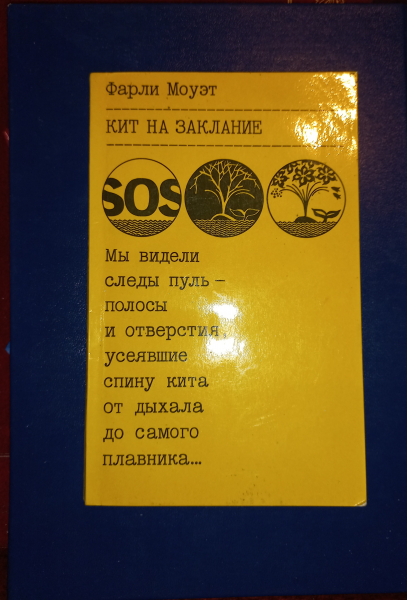 Фарли Моуэт
КИТ НА ЗАКЛАНИЕ
SOS
Мы видели
следы пуль –
полосы
и отверстия,
усеявшие
спину кита
от дыхала
до самого
плавника...